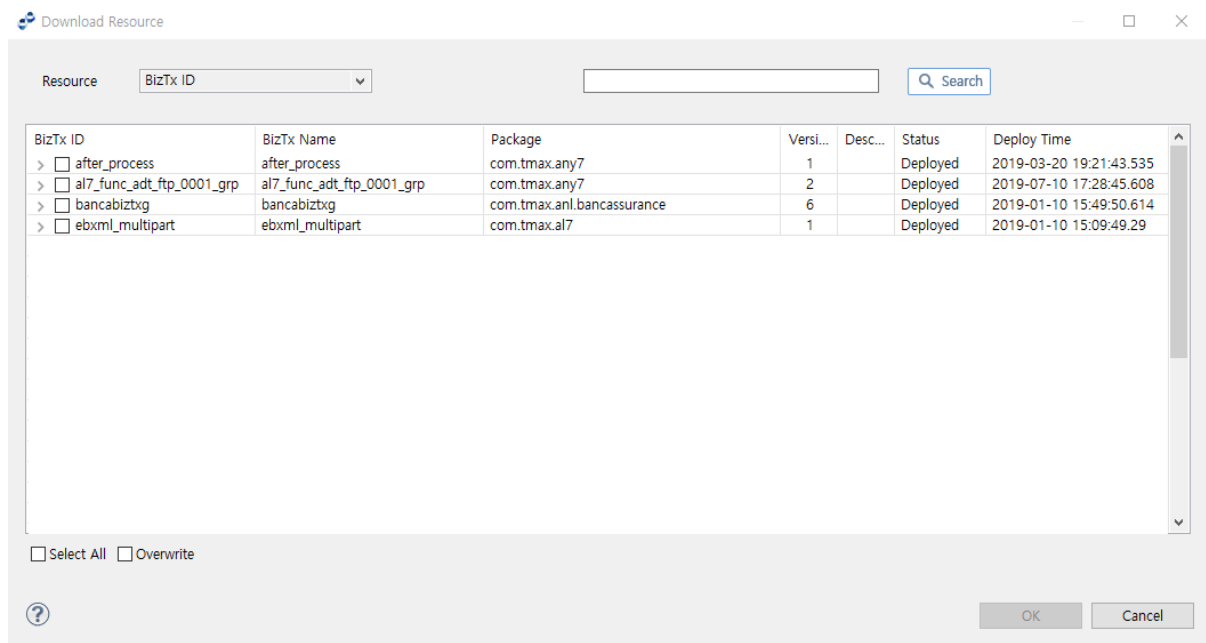 Download Resource
Resource BizTx ID Search
BizTx ID BizTx Name Package Versi... Desc... Status Deploy Time
after_process after_process com.tmax.any7 1 Deployed 2019-03-20 19:21:43.535
al7_func_adt_ftp_0001_grp al7_func_adt_ftp_0001_grp com.tmax.any7 2 Deployed 2019-07-10 17:28:45.608
bancabiztxg bancabiztxg com.tmax.anl.bancassurance 6 Deployed 2019-01-10 15:49:50.614
ebxml_multipart ebxml_multipart com.tmax.al7 1 Deployed 2019-01-10 15:09:49.29
Select All Overwrite
? OK Cancel